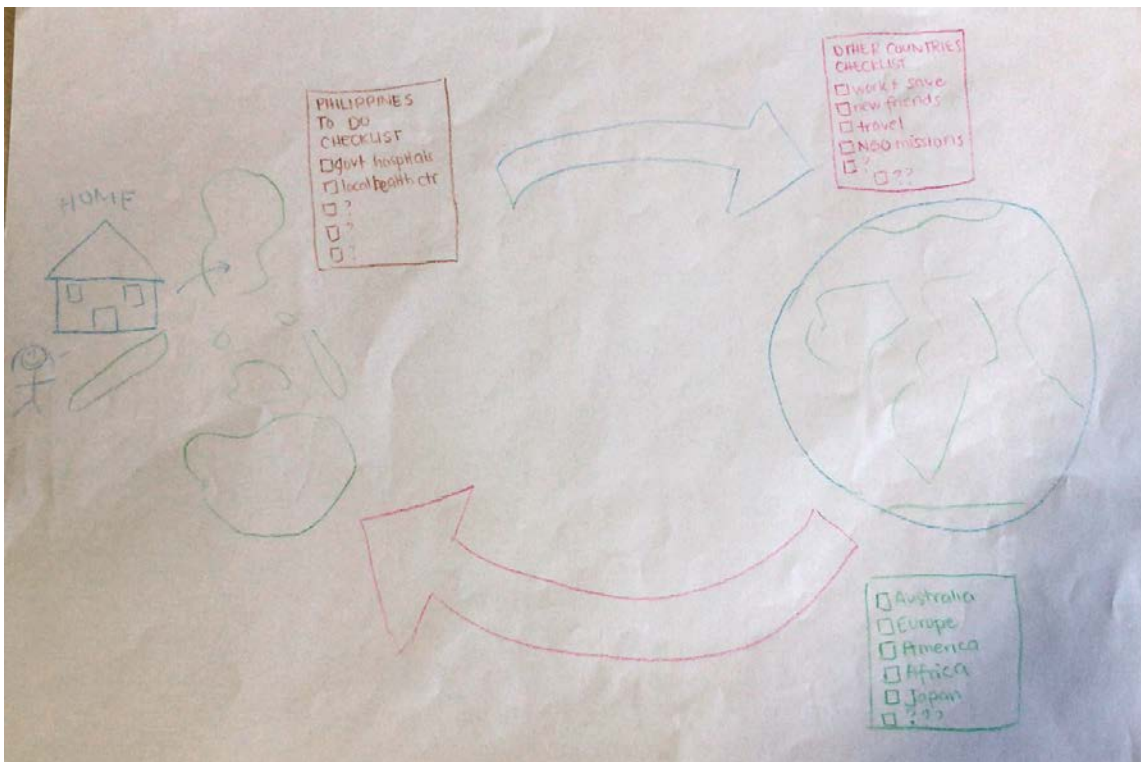 HOME
PHILIPPINES
TO DO
CHECKLIST
□ govt hospitals
□ local health ctr
□ ?
□ ?
□ ?
OTHER COUNTRIES
CHECKLIST
□ work + save
□ new friends
□ travel
□ NGO missions
□ ?
□ ??
□ Australia
□ Europe
□ America
□ Africa
□ Japan
□ ???